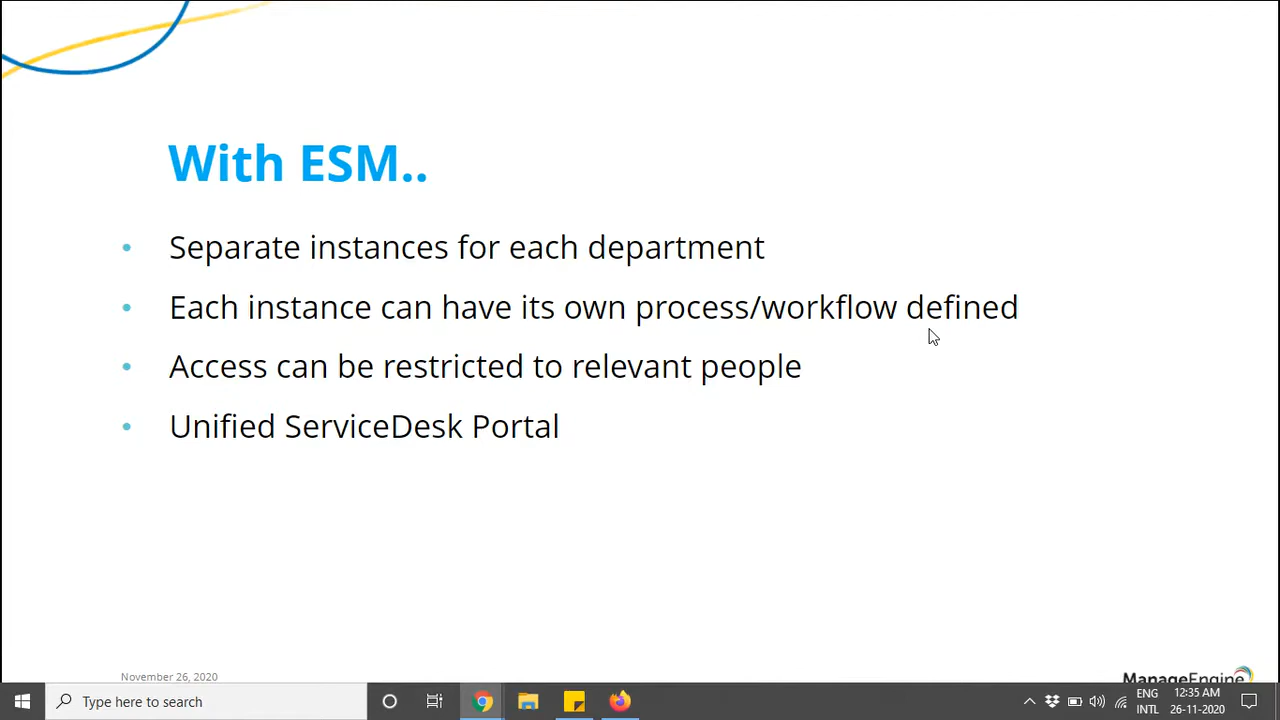 With ESM..
• Separate instances for each department
• Each instance can have its own process/workflow defined
• Access can be restricted to relevant people
• Unified ServiceDesk Portal
November 26, 2020
ManageEngine
Type here to search
ENG
INTL
12:35 AM
26-11-2020